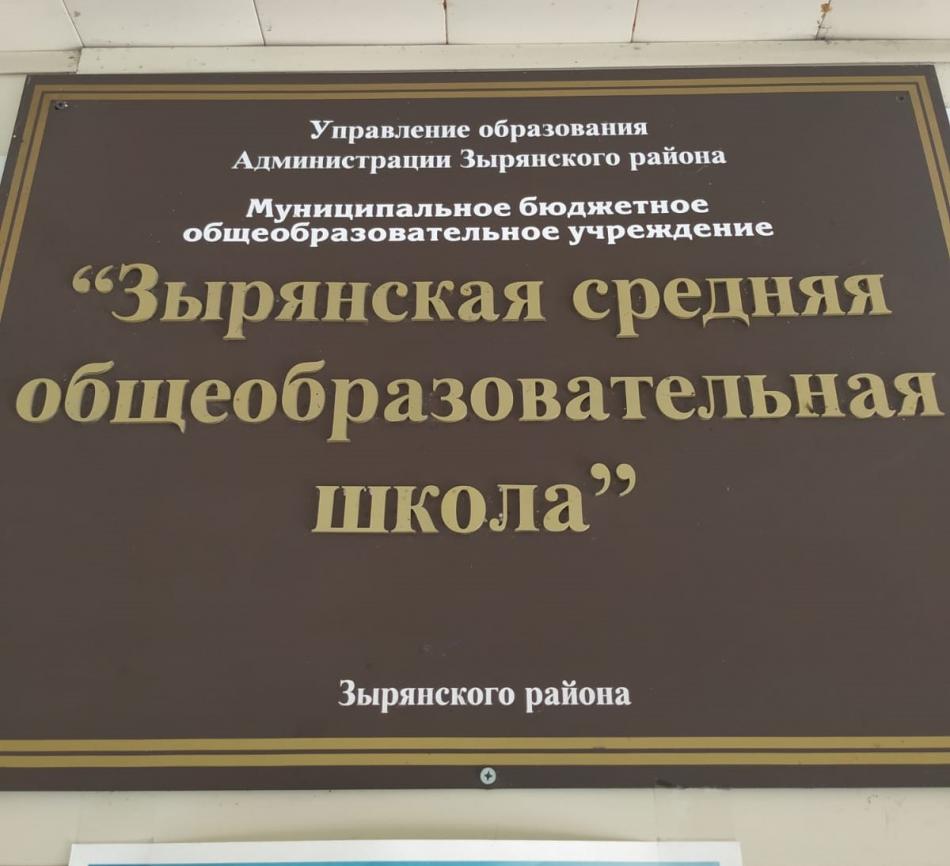 Управление образования
Администрации Зырянского района
Муниципальное бюджетное
общеобразовательное учреждение
“Зырянская средняя
общеобразовательная
школа”
Зырянского района